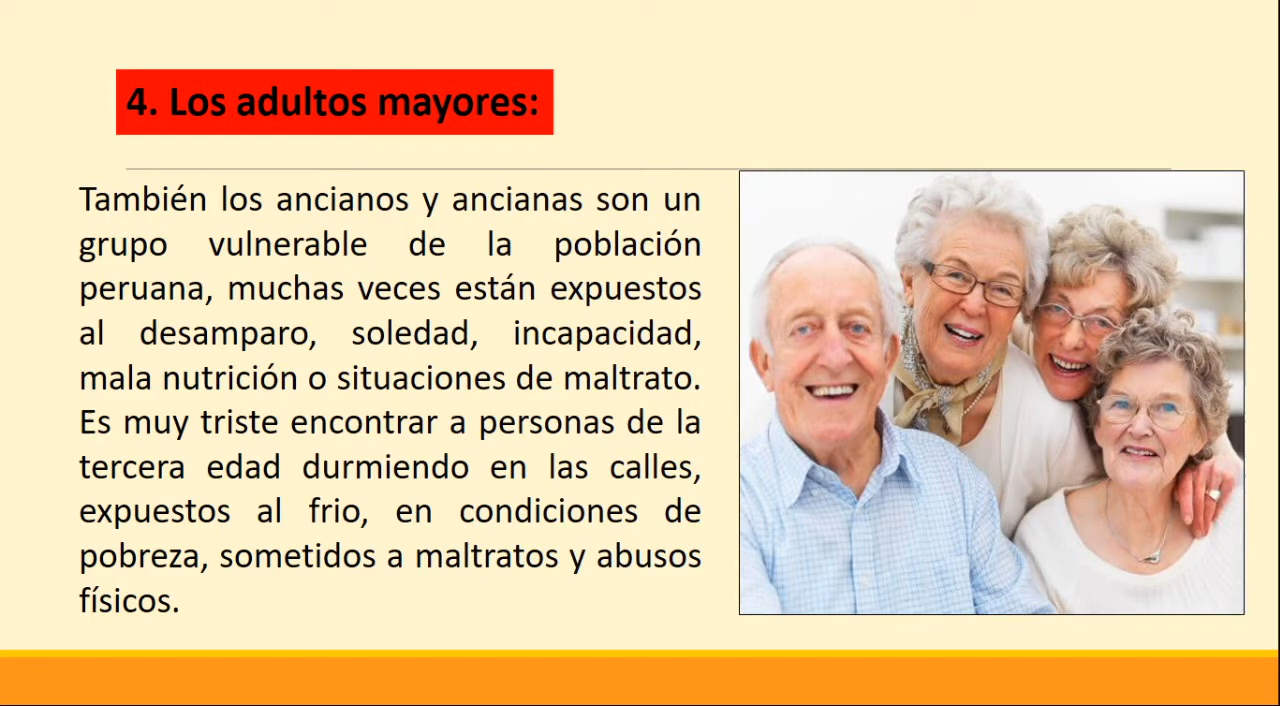 4. Los adultos mayores:
También los ancianos y ancianas son un
grupo vulnerable de la población
peruana, muchas veces están expuestos
al desamparo, soledad, incapacidad,
mala nutrición o situaciones de maltrato.
Es muy triste encontrar a personas de la
tercera edad durmiendo en las calles,
expuestos al frio, en condiciones de
pobreza, sometidos a maltratos y abusos
físicos.